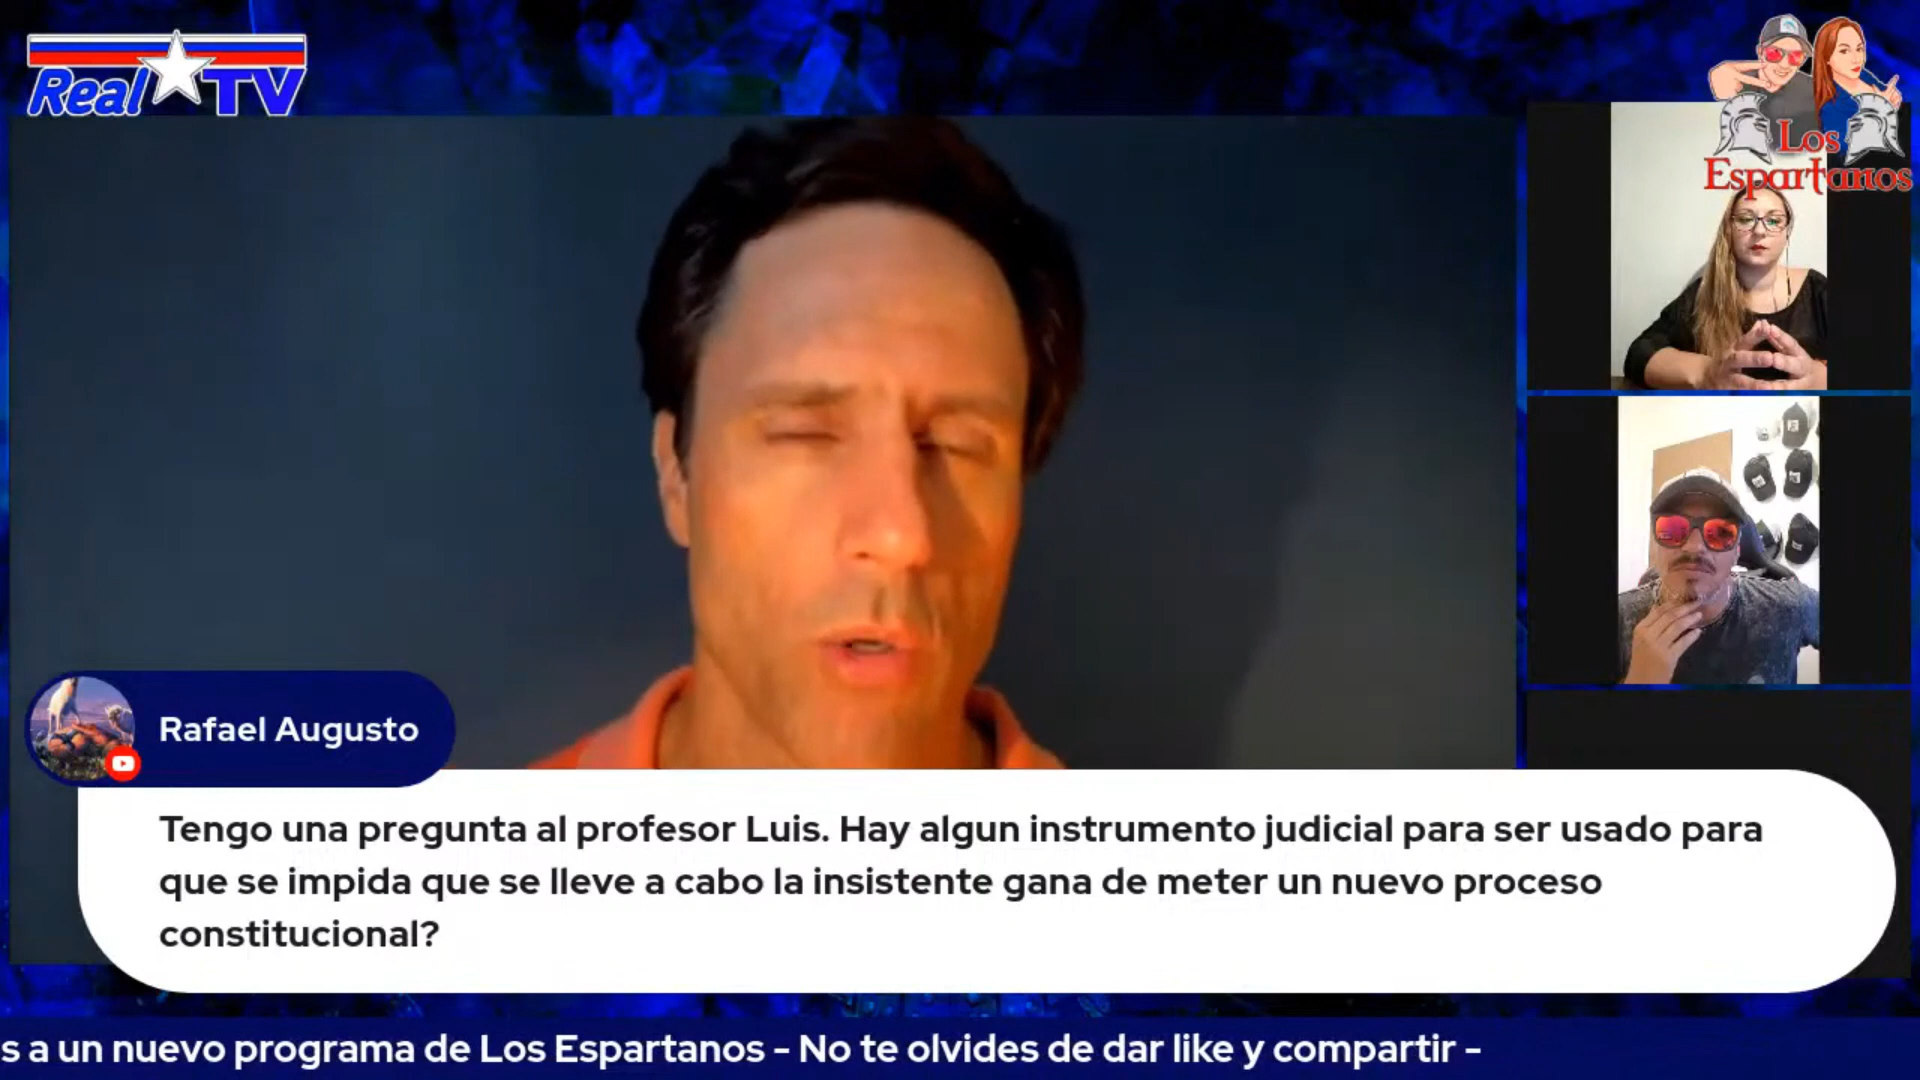 Real TV
Los
Espartanos
Rafael Augusto
Tengo una pregunta al profesor Luis. Hay algun instrumento judicial para ser usado para
que se impida que se lleve a cabo la insistente gana de meter un nuevo proceso
constitucional?
s a un nuevo programa de Los Espartanos - No te olvides de dar like y compartir -